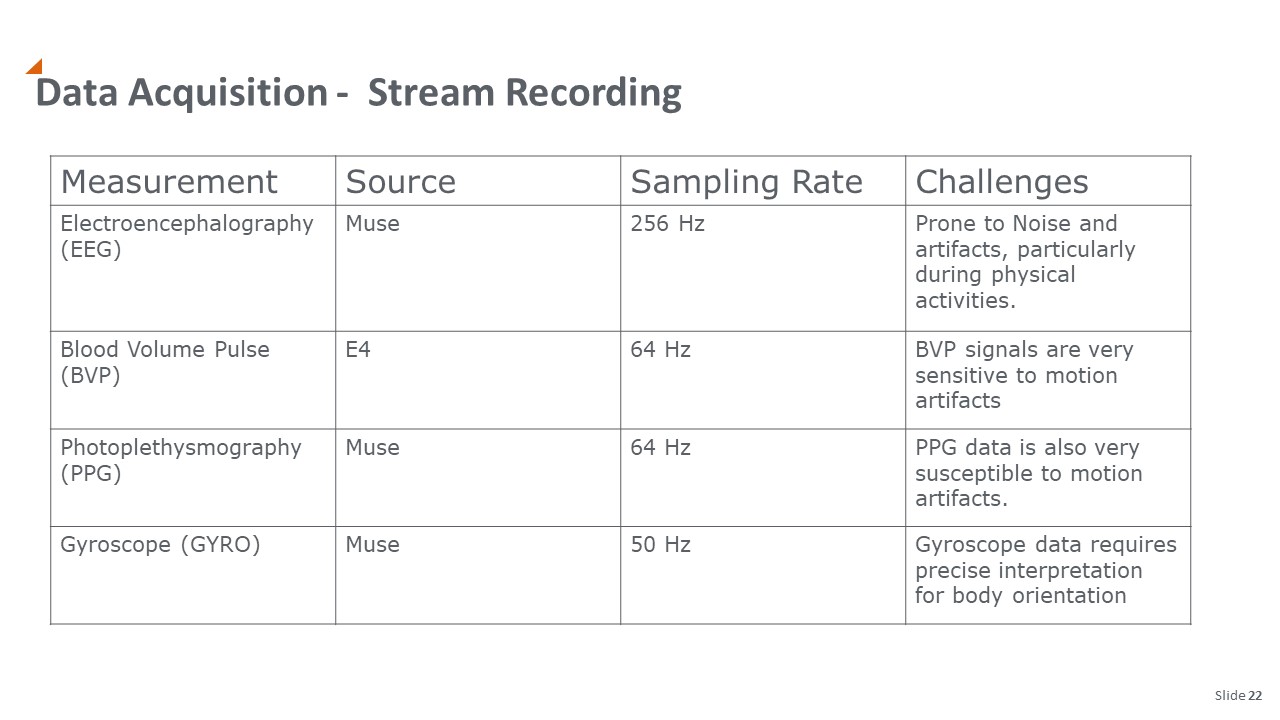 Data Acquisition - Stream Recording
Measurement
Source
Sampling Rate
Challenges
Electroencephalography
(EEG)
Muse
256 Hz
Prone to Noise and
artifacts, particularly
during physical
activities.
Blood Volume Pulse
(BVP)
E4
64 Hz
BVP signals are very
sensitive to motion
artifacts
Photoplethysmography
(PPG)
Muse
64 Hz
PPG data is also very
susceptible to motion
artifacts.
Gyroscope (GYRO)
Muse
50 Hz
Gyroscope data requires
precise interpretation
for body orientation
Slide 22